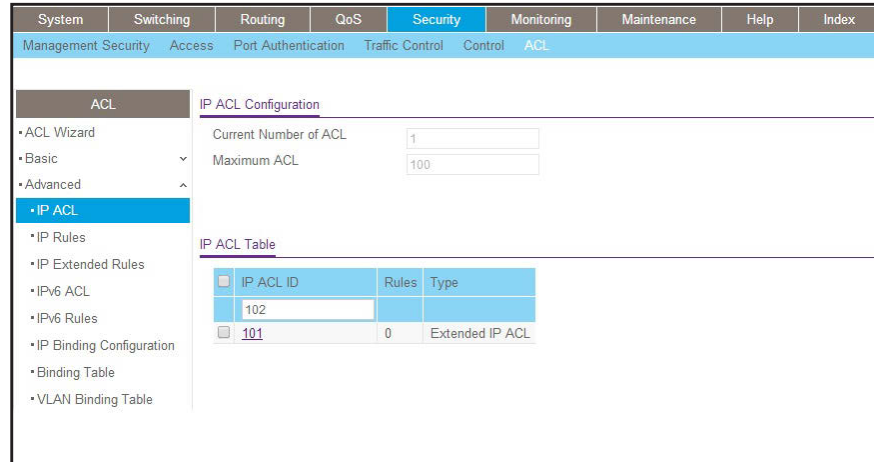 System Switching Routing QoS Security Monitoring Maintenance Help Index
Management Security Access Port Authentication Traffic Control Control ACL
ACL
ACL Wizard
Basic
Advanced
IP ACL
IP Rules
IP Extended Rules
IPv6 ACL
IPv6 Rules
IP Binding Configuration
Binding Table
VLAN Binding Table
IP ACL Configuration
Current Number of ACL 1
Maximum ACL 100
IP ACL Table
IP ACL ID Rules Type
102
101 0 Extended IP ACL